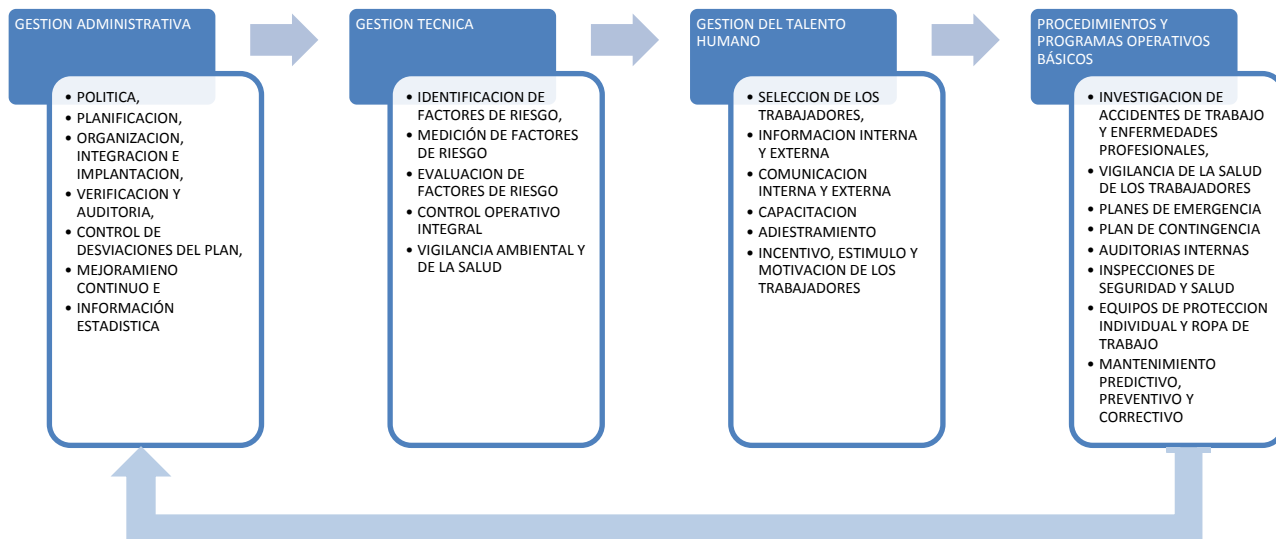 GESTION ADMINISTRATIVA
• POLITICA,
• PLANIFICACION,
• ORGANIZACION,
INTEGRACION E
IMPLANTACION,
• VERIFICACION Y
AUDITORIA,
• CONTROL DE
DESVIACIONES DEL PLAN,
• MEJORAMIENO
CONTINUO E
• INFORMACIÓN
ESTADISTICA
GESTION TECNICA
• IDENTIFICACION DE
FACTORES DE RIESGO,
• MEDICIÓN DE FACTORES
DE RIESGO
• EVALUACION DE
FACTORES DE RIESGO
• CONTROL OPERATIVO
INTEGRAL
• VIGILANCIA AMBIENTAL Y
DE LA SALUD
GESTION DEL TALENTO
HUMANO
• SELECCION DE LOS
TRABAJADORES,
• INFORMACION INTERNA
Y EXTERNA
• COMUNICACION
INTERNA Y EXTERNA
• CAPACITACION
• ADIESTRAMIENTO
• INCENTIVO, ESTIMULO Y
MOTIVACION DE LOS
TRABAJADORES
PROCEDIMIENTOS Y
PROGRAMAS OPERATIVOS
BÁSICOS
• INVESTIGACION DE
ACCIDENTES DE TRABAJO
Y ENFERMEDADES
PROFESIONALES,
• VIGILANCIA DE LA SALUD
DE LOS TRABAJADORES
• PLANES DE EMERGENCIA
• PLAN DE CONTINGENCIA
• AUDITORIAS INTERNAS
• INSPECCIONES DE
SEGURIDAD Y SALUD
• EQUIPOS DE PROTECCION
INDIVIDUAL Y ROPA DE
TRABAJO
• MANTENIMIENTO
PREDICTIVO,
PREVENTIVO Y
CORRECTIVO